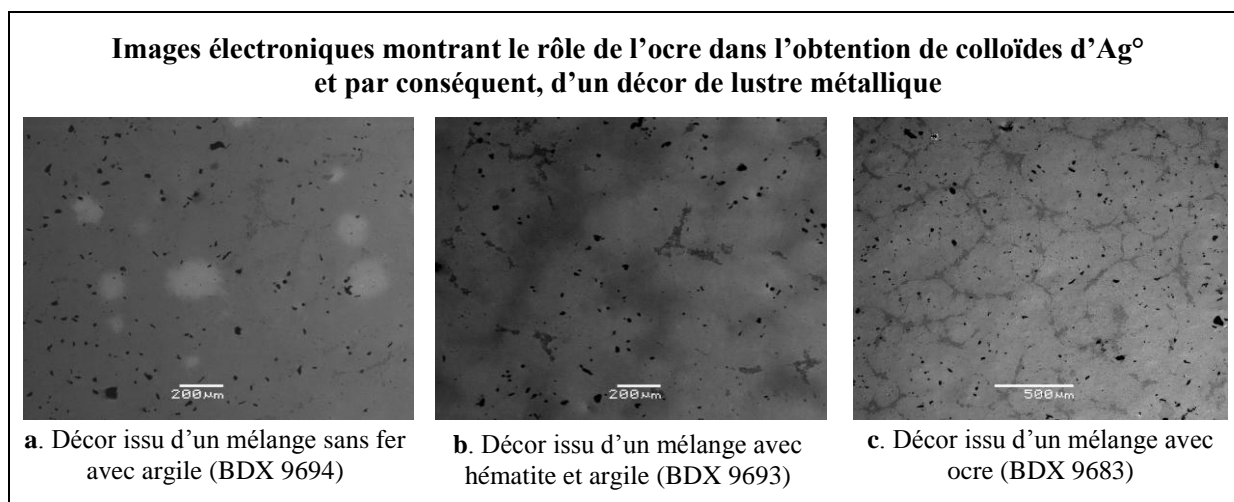 Images électroniques montrant le rôle de l’ocre dans l’obtention de colloïdes d’Ag°
et par conséquent, d’un décor de lustre métallique
200µm
200µm
500µm
a. Décor issu d’un mélange sans fer
avec argile (BDX 9694)
b. Décor issu d’un mélange avec
hématite et argile (BDX 9693)
c. Décor issu d’un mélange avec
ocre (BDX 9683)